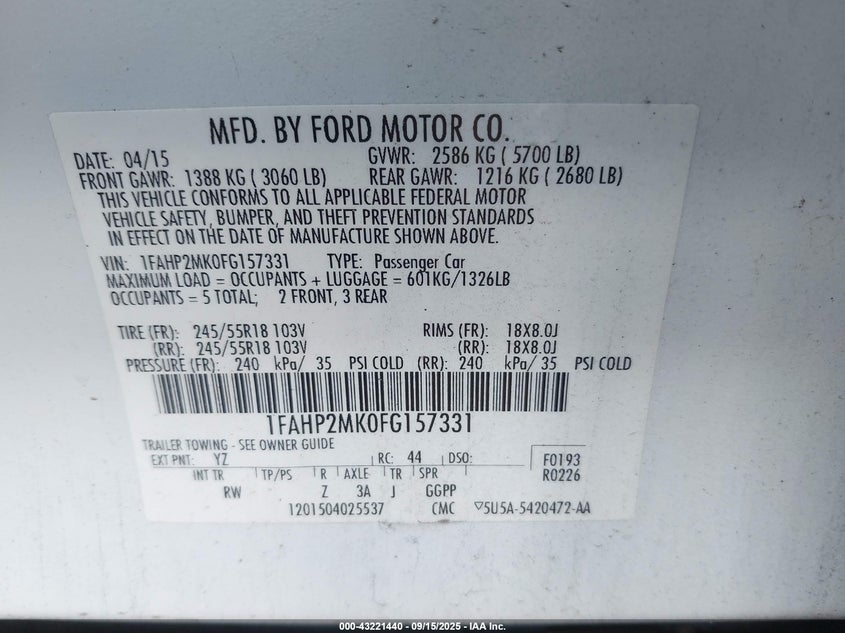 MFD. BY FORD MOTOR CO.
DATE: 04/15 GVWR: 2586 KG ( 5700 LB)
FRONT GAWR: 1388 KG ( 3060 LB) REAR GAWR: 1216 KG ( 2680 LB)
THIS VEHICLE CONFORMS TO ALL APPLICABLE FEDERAL MOTOR
VEHICLE SAFETY, BUMPER, AND THEFT PREVENTION STANDARDS
IN EFFECT ON THE DATE OF MANUFACTURE SHOWN ABOVE.
VIN: 1FAHP2MK0FG157331 TYPE: Passenger Car
MAXIMUM LOAD = OCCUPANTS + LUGGAGE = 601KG/1326LB
OCCUPANTS = 5 TOTAL; 2 FRONT, 3 REAR
TIRE (FR): 245/55R18 103V RIMS (FR): 18X8.0J
(RR): 245/55R18 103V (RR): 18X8.0J
PRESSURE (FR): 240 kPa/ 35 PSI COLD (RR): 240 kPa/ 35 PSI COLD
1FAHP2MK0FG157331
TRAILER TOWING - SEE OWNER GUIDE
EXT PNT: YZ RC: 44 DSO: F0193
INT TR TP/PS R AXLE TR SPR R0226
RW Z 3A J GGPP
1201504025537 CMC ▽5U5A-5420472-AA
000-43221440 - 09/15/2025 - IAA Inc.